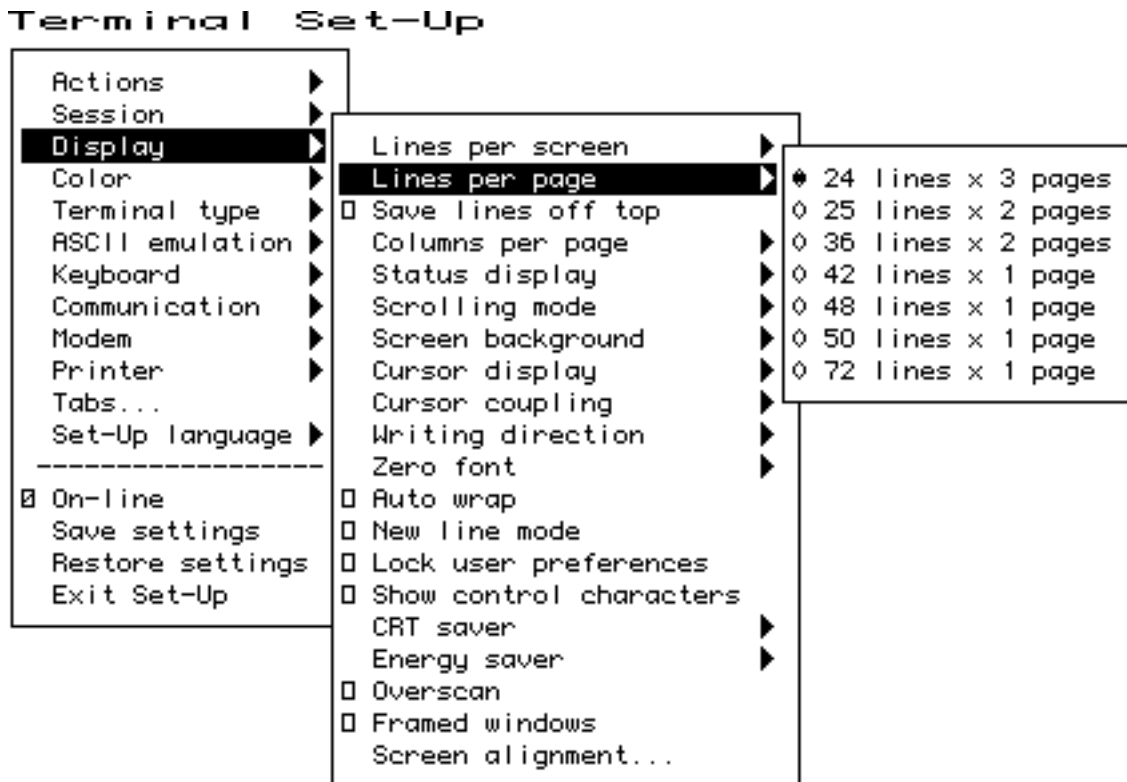 Terminal Set-Up
Actions
Session
Display
Color
Terminal type
ASCII emulation
Keyboard
Communication
Modem
Printer
Tabs...
Set-Up language
------------------
On-line
Save settings
Restore settings
Exit Set-Up
Lines per screen
Lines per page
Save lines off top
Columns per page
Status display
Scrolling mode
Screen background
Cursor display
Cursor coupling
Writing direction
Zero font
Auto wrap
New line mode
Lock user preferences
Show control characters
CRT saver
Energy saver
Overscan
Framed windows
Screen alignment...
24 lines x 3 pages
25 lines x 2 pages
36 lines x 2 pages
42 lines x 1 page
48 lines x 1 page
50 lines x 1 page
72 lines x 1 page